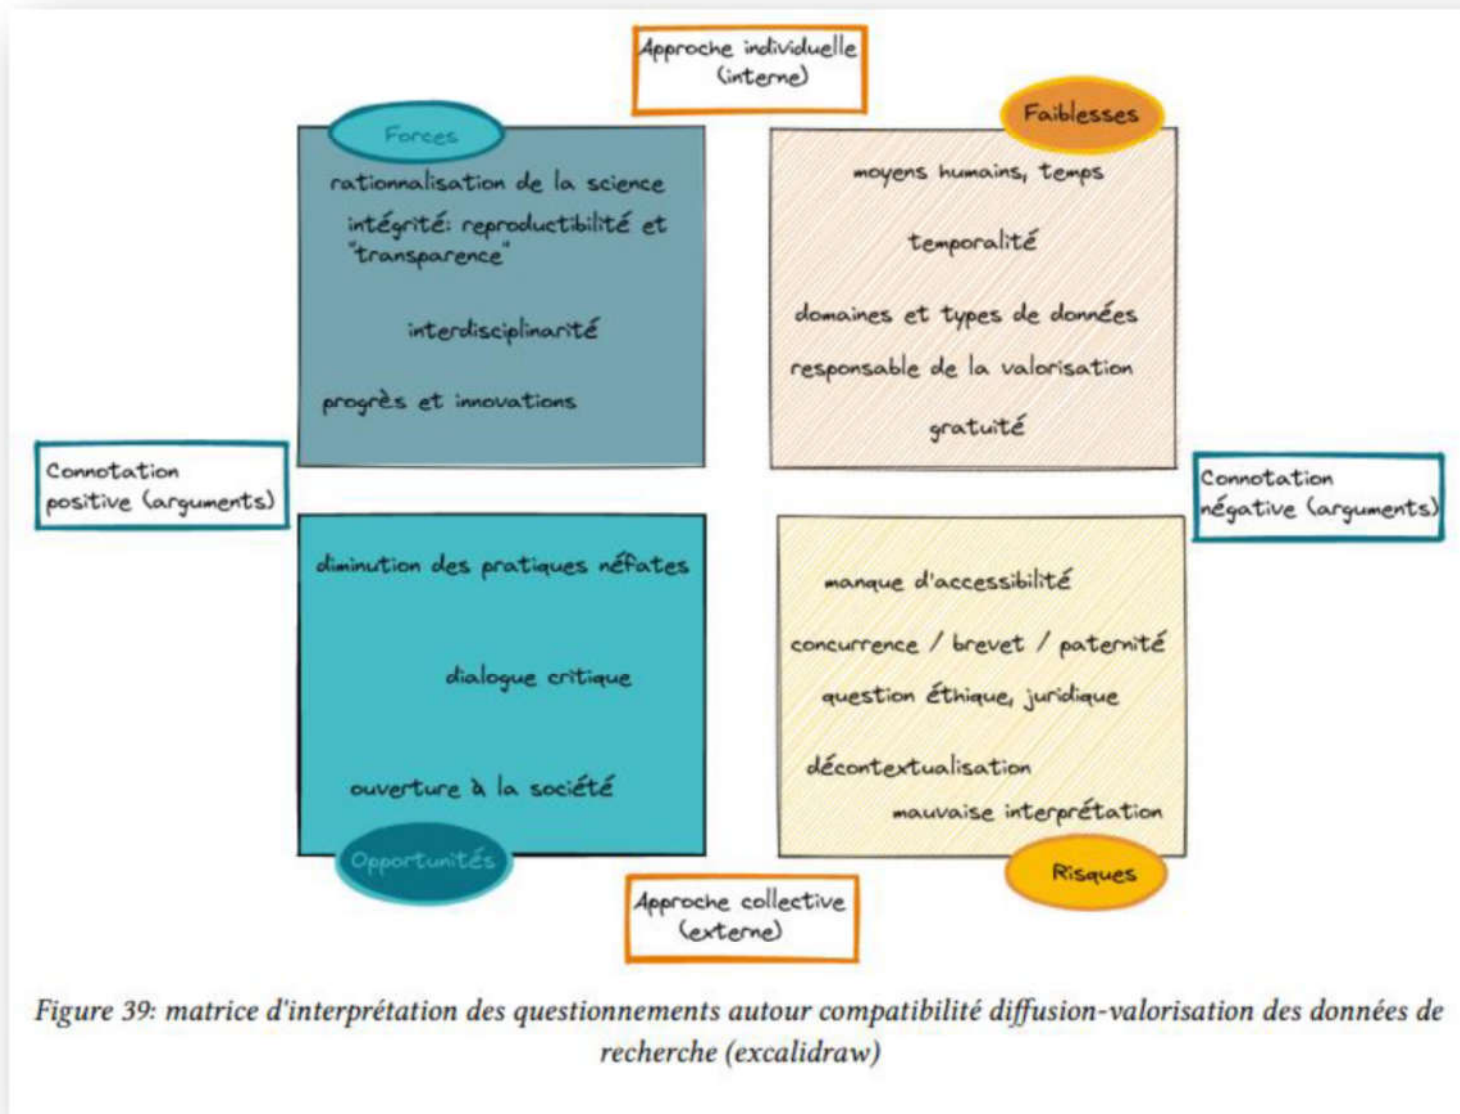 Approche individuelle
(interne)
Forces
rationnalisation de la science
intégrité: reproductibilité et
"transparence"
interdisciplinarité
progrès et innovations
Faiblesses
moyens humains, temps
temporalité
domaines et types de données
responsable de la valorisation
gratuité
Connotation
positive (arguments)
Connotation
négative (arguments)
diminution des pratiques néfates
dialogue critique
ouverture à la société
Opportunités
manque d'accessibilité
concurrence / brevet / paternité
question éthique, juridique
décontextualisation
mauvaise interprétation
Risques
Approche collective
(externe)
Figure 39: matrice d'interprétation des questionnements autour compatibilité diffusion-valorisation des données de
recherche (excalidraw)